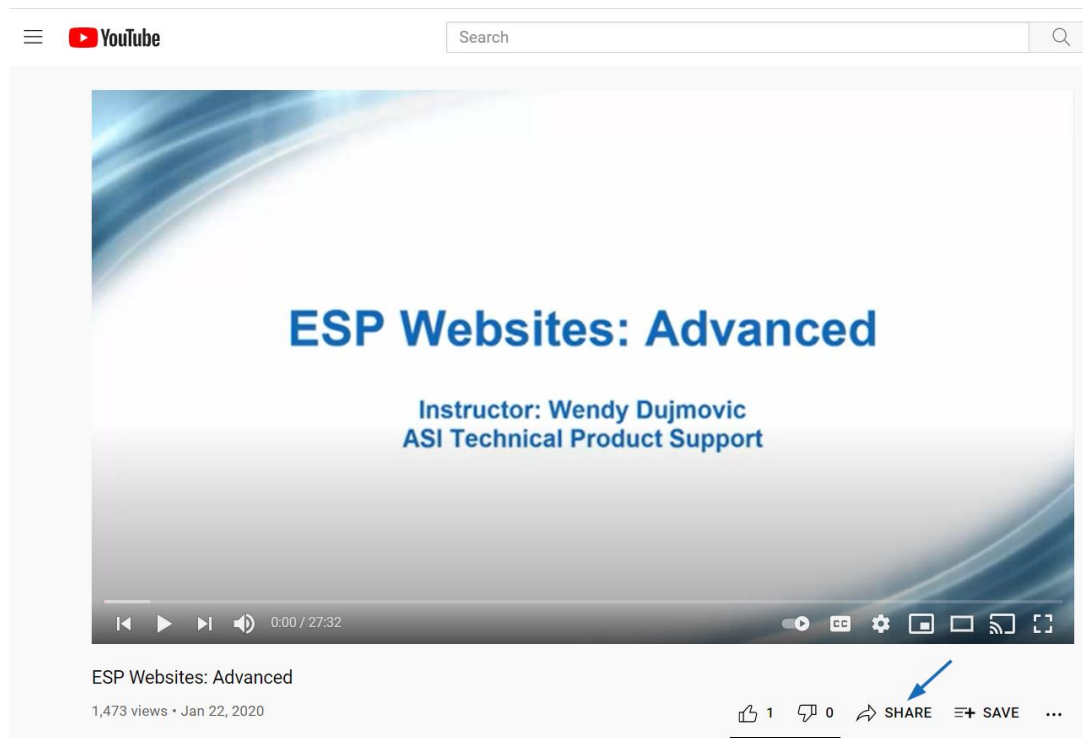 YouTube
Search
ESP Websites: Advanced
Instructor: Wendy Dujmovic
ASI Technical Product Support
0:00 / 27:32
CC
ESP Websites: Advanced
1,473 views • Jan 22, 2020
1 0 SHARE SAVE ...